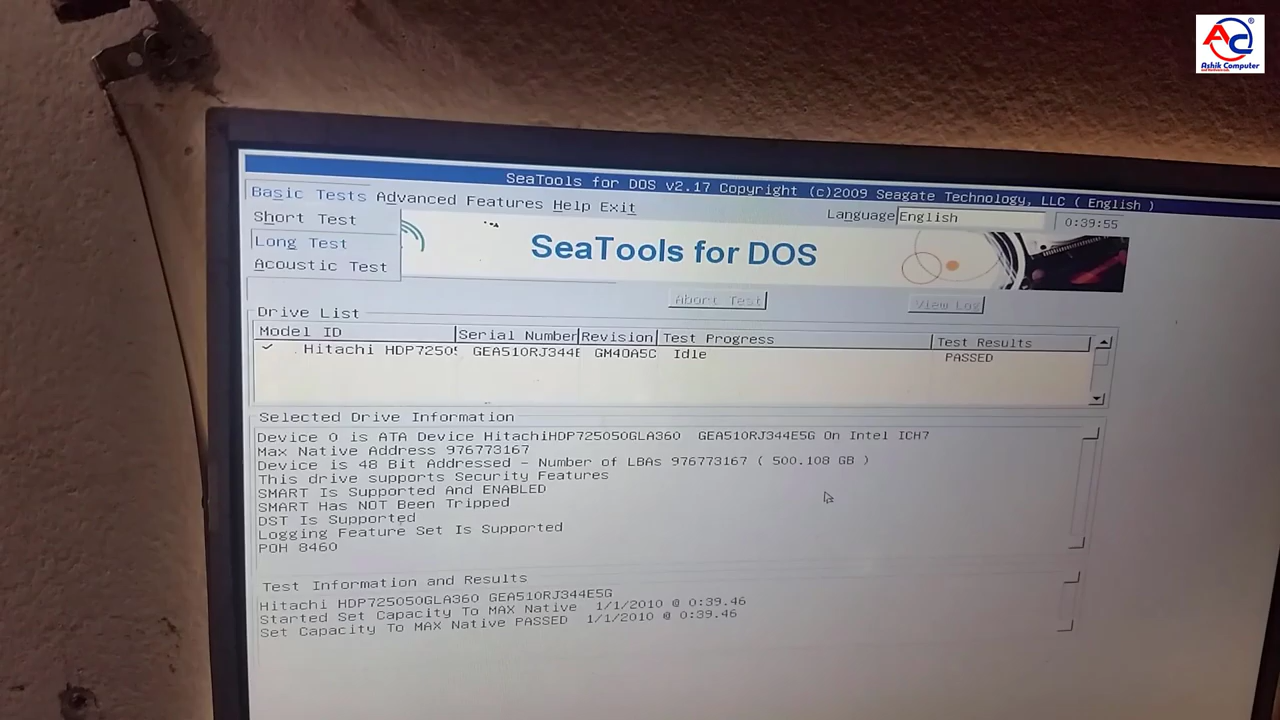 AC ®
Ashik Computer
SeaTools for DOS v2.17 Copyright (c)2009 Seagate Technology, LLC ( English )
Basic Tests Advanced Features Help Exit
Language English 0:39:55
Short Test
Long Test
Acoustic Test
SeaTools for DOS
Abort Test View Log
Drive List
Model ID Serial Number Revision Test Progress Test Results
Hitachi HDP7250 GEA510RJ344E GM4OA5C Idle PASSED
Selected Drive Information
Device 0 is ATA Device HitachiHDP725050GLA360 GEA510RJ344E5G On Intel ICH7
Max Native Address 976773167
Device is 48 Bit Addressed - Number of LBAs 976773167 ( 500.108 GB )
This drive supports Security Features
SMART Is Supported And ENABLED
SMART Has NOT Been Tripped
DST Is Supported
Logging Feature Set Is Supported
POH 8460
Test Information and Results
Hitachi HDP725050GLA360 GEA510RJ344E5G
Started Set Capacity To MAX Native 1/1/2010 @ 0:39.46
Set Capacity To MAX Native PASSED 1/1/2010 @ 0:39.46